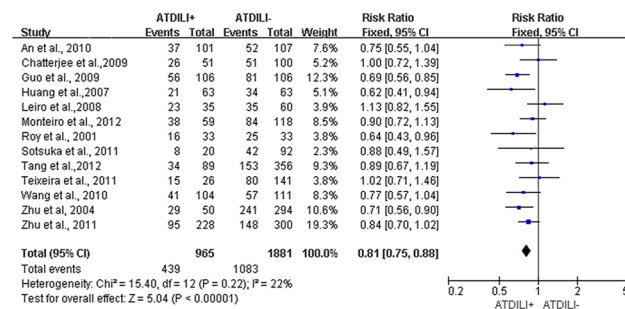 ATDILI+ ATDILI- Risk Ratio Risk Ratio
Study Events Total Events Total Weight Fixed, 95% CI Fixed, 95% CI
An et al., 2010 37 101 52 107 7.6% 0.75 [0.55, 1.04]
Chatterjee et al.,2009 26 51 51 100 7.2% 1.00 [0.72, 1.39]
Guo et al., 2009 56 106 81 106 14.4% 0.69 [0.56, 0.85]
Huang et al.,2007 21 63 34 63 4.5% 0.62 [0.41, 0.94]
Leiro et al.,2008 23 35 35 60 7.7% 1.13 [0.82, 1.55]
Monteiro et al., 2012 38 59 84 118 13.3% 0.90 [0.72, 1.13]
Roy et al., 2001 16 33 25 33 4.8% 0.64 [0.43, 0.96]
Sotsuka et al., 2011 8 20 42 92 2.4% 0.88 [0.49, 1.57]
Tang et al.,2012 34 89 153 356 9.4% 0.89 [0.67, 1.19]
Teixeira et al., 2011 15 26 80 141 6.0% 1.02 [0.71, 1.46]
Wang et al., 2010 41 104 57 111 7.3% 0.77 [0.57, 1.04]
Zhu et al, 2004 29 50 241 294 12.0% 0.71 [0.56, 0.90]
Zhu et al., 2011 95 228 148 300 19.3% 0.84 [0.70, 1.02]
Total (95% CI) 965 1881 100.0% 0.81 [0.75, 0.88]
Total events 439 1083
Heterogeneity: Chi² = 15.40, df = 12 (P = 0.22); I² = 22%
Test for overall effect: Z = 5.04 (P < 0.00001)
0.2 0.5 1 2 5
ATDILI+ ATDILI-